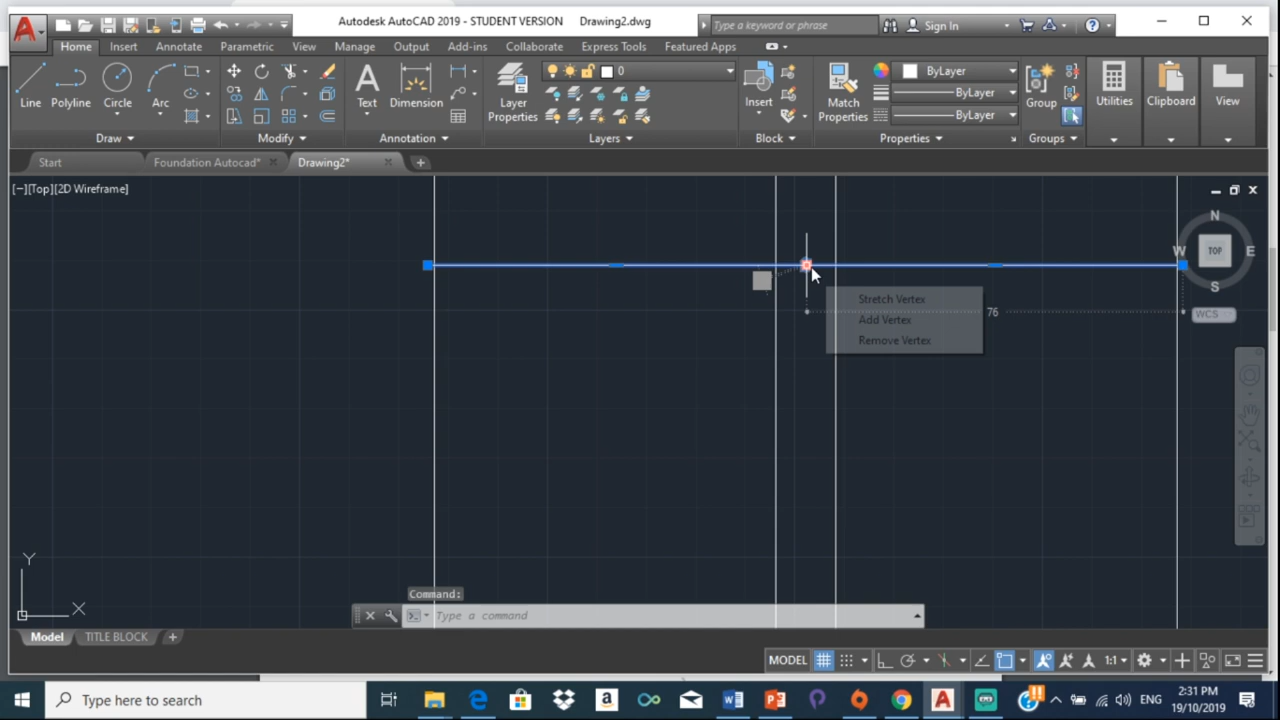 Autodesk AutoCAD 2019 - STUDENT VERSION Drawing2.dwg
Type a keyword or phrase
Sign In
Home Insert Annotate Parametric View Manage Output Add-ins Collaborate Express Tools Featured Apps
0
ByLayer
ByLayer
ByLayer
Line Polyline Circle Arc Text Dimension Layer Properties Insert Match Properties Group Utilities Clipboard View
Draw Modify Annotation Layers Block Properties Groups
Start Foundation Autocad* Drawing2*
[−][Top][2D Wireframe]
N
W TOP E
S
WCS
Stretch Vertex
Add Vertex
Remove Vertex
76
Y
X
Command:
Type a command
Model TITLE BLOCK
MODEL 1:1
Type here to search
ENG
2:31 PM
19/10/2019